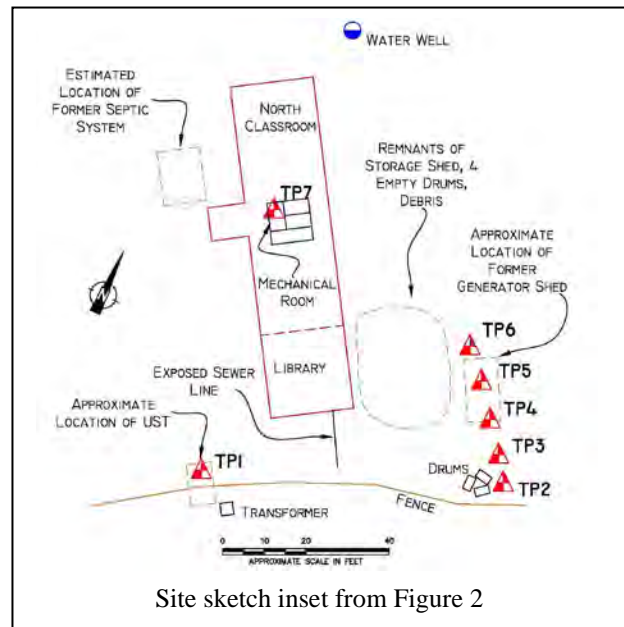 WATER WELL
ESTIMATED
LOCATION OF
FORMER SEPTIC
SYSTEM
NORTH
CLASSROOM
REMNANTS OF
STORAGE SHED, 4
EMPTY DRUMS,
DEBRIS
TP7
APPROXIMATE
LOCATION OF
FORMER
GENERATOR SHED
MECHANICAL
ROOM
TP6
TP5
TP4
TP3
TP2
LIBRARY
EXPOSED SEWER
LINE
APPROXIMATE
LOCATION OF UST
TP1
DRUMS
TRANSFORMER
FENCE
0 10 20 40
APPROXIMATE SCALE IN FEET
Site sketch inset from Figure 2